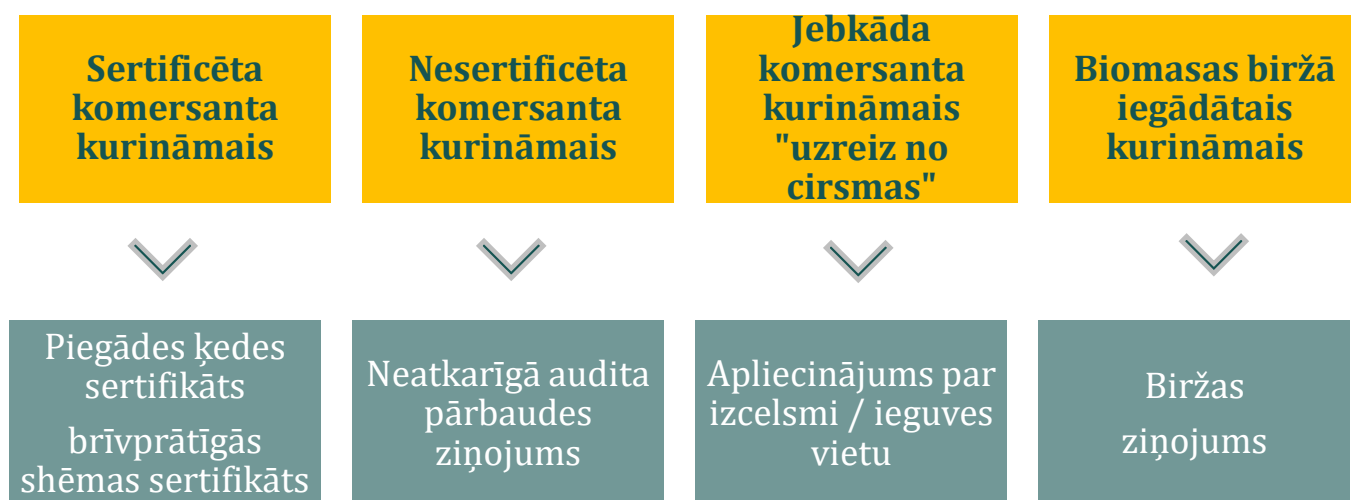 Sertificēta
komersanta
kurināmais
Nesertificēta
komersanta
kurināmais
Jebkāda
komersanta
kurināmais
"uzreiz no
cirsmas"
Biomasas biržā
iegādātais
kurināmais
Piegādes ķedes
sertifikāts
brīvprātīgās
shēmas sertifikāts
Neatkarīgā audita
pārbaudes
ziņojums
Apliecinājums par
izcelsmi / ieguves
vietu
Biržas
ziņojums